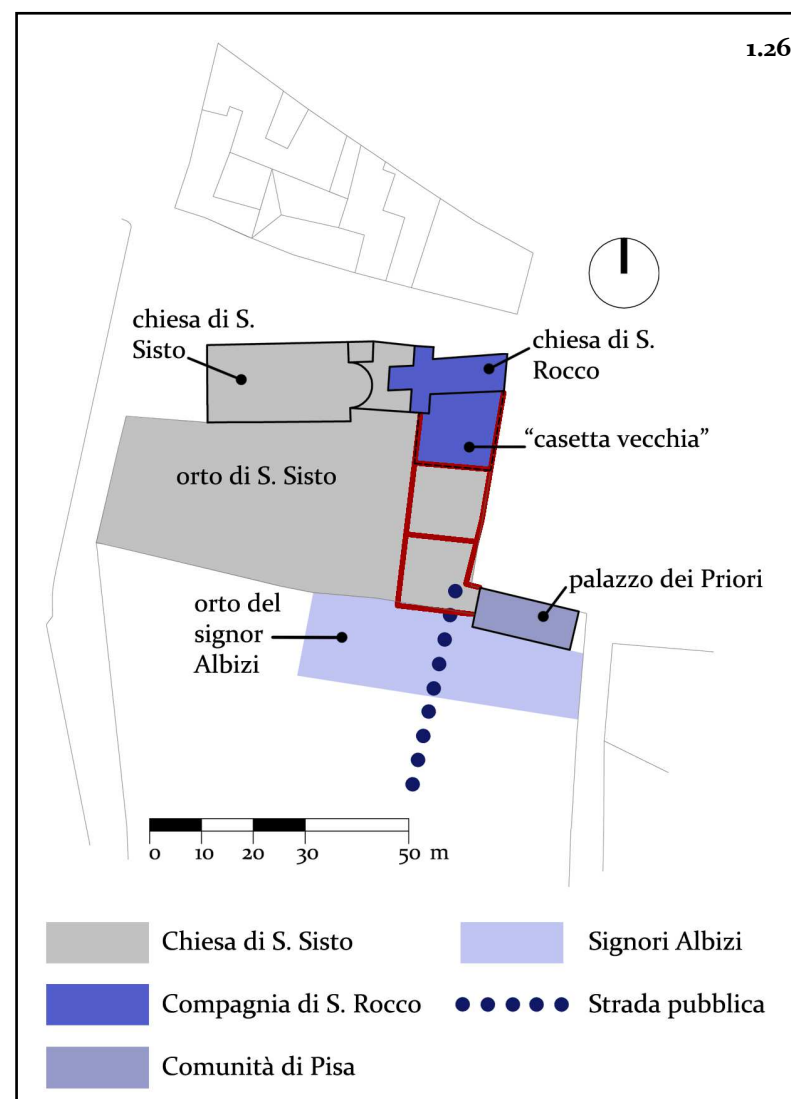 1.26
chiesa di S.
Sisto
chiesa di S.
Rocco
“casetta vecchia”
orto di S. Sisto
palazzo dei Priori
orto del
signor
Albizi
0 10 20 30 50 m
Chiesa di S. Sisto
Signori Albizi
Compagnia di S. Rocco
Strada pubblica
Comunità di Pisa